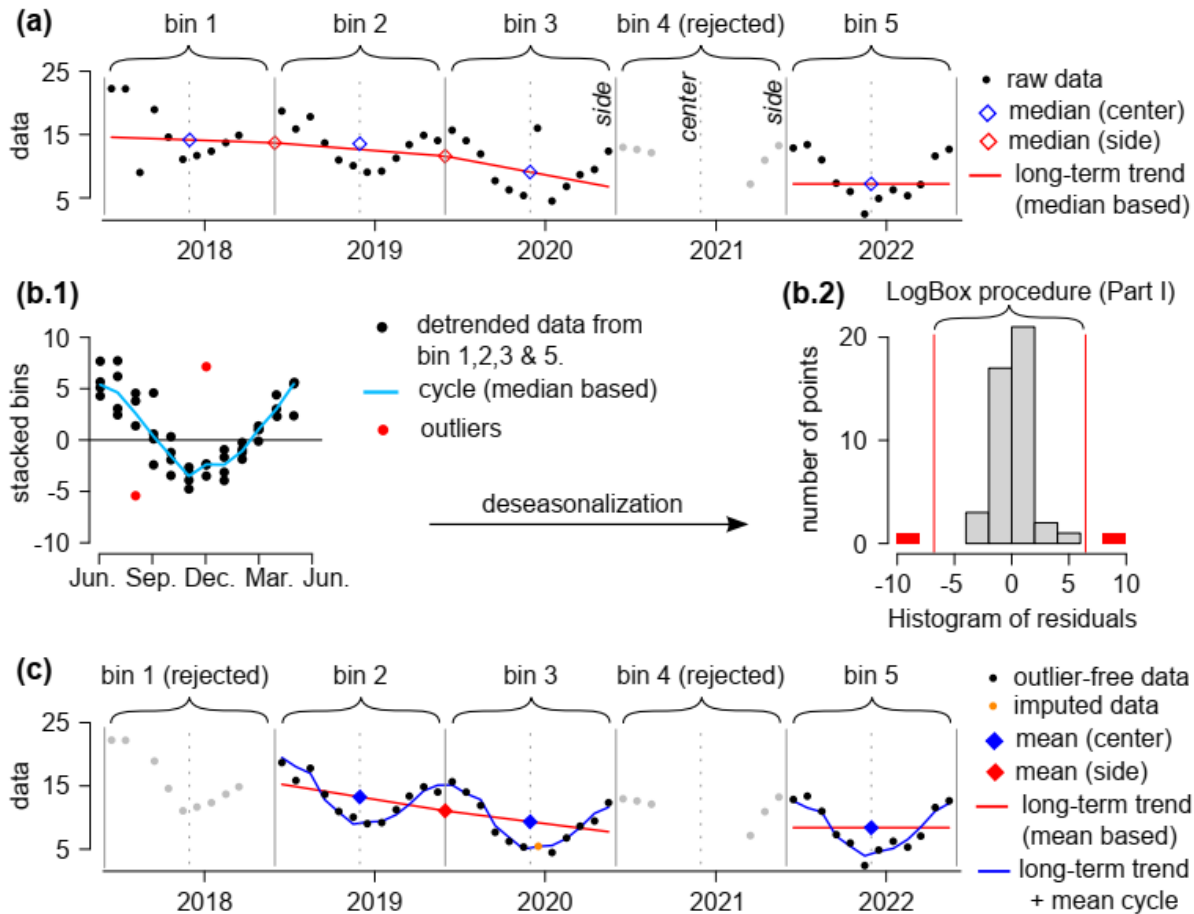 (a)
bin 1
bin 2
bin 3
bin 4 (rejected)
bin 5
25
15
5
data
side
center
side
2018
2019
2020
2021
2022
raw data
median (center)
median (side)
long-term trend
(median based)
(b.1)
10
5
0
-5
-10
stacked bins
Jun.
Sep.
Dec.
Mar.
Jun.
detrended data from
bin 1,2,3 & 5.
cycle (median based)
outliers
deseasonalization
(b.2)
LogBox procedure (Part I)
20
10
0
number of points
-10
-5
0
5
10
Histogram of residuals
(c)
bin 1 (rejected)
bin 2
bin 3
bin 4 (rejected)
bin 5
25
15
5
data
2018
2019
2020
2021
2022
outlier-free data
imputed data
mean (center)
mean (side)
long-term trend
(mean based)
long-term trend
+ mean cycle